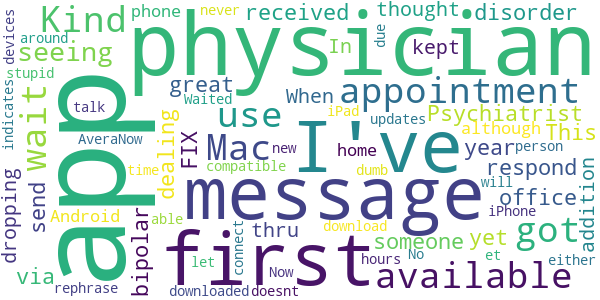 Kind
phone
received
thought
disorder
never
around
due
devices
seeing
In
kept
physician
stupid
great
Waited
When
appointment
indicates
wait
talk
app
use
Psychiatrist
AveraNow
FIX
Mac
I've
although
This
iPad
updates
new
home
year
person
compatible
dealing
time
dumb
will
respond
dropping
send
message
office
addition
Android
able
iPhone
bipolar
connect
thru
download
someone
yet
got
No
either
via
first
let
Now
hours
et
available
rephrase
downloaded
doesnt